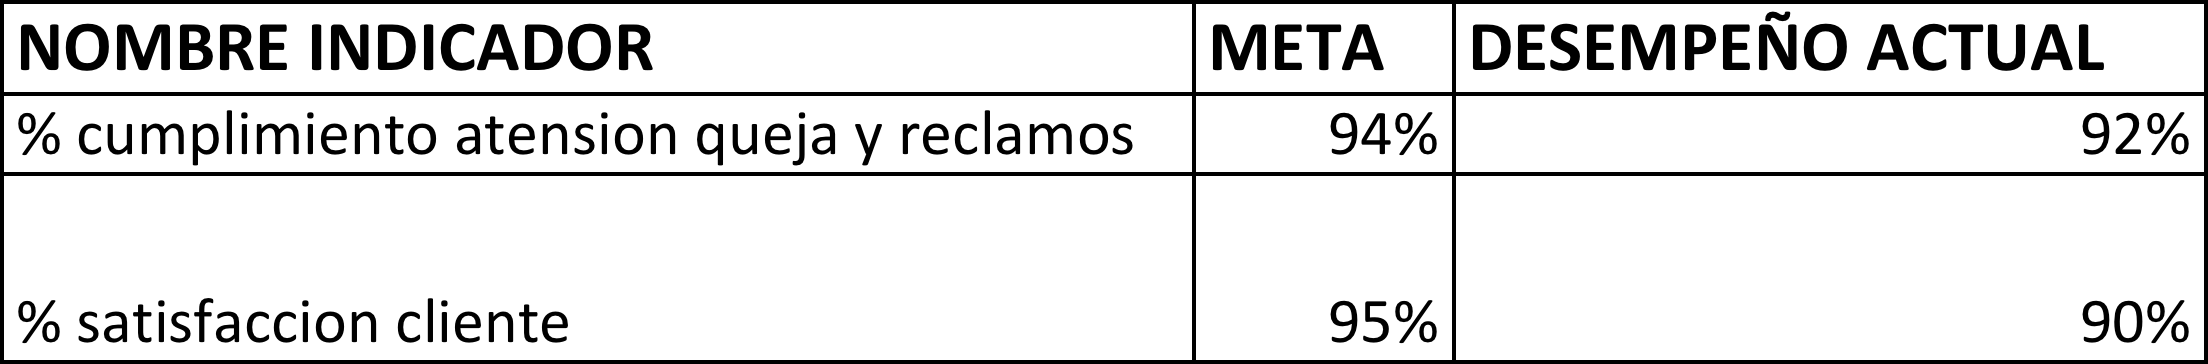 NOMBRE INDICADOR META DESEMPEÑO ACTUAL
% cumplimiento atension queja y reclamos 94% 92%
% satisfaccion cliente 95% 90%